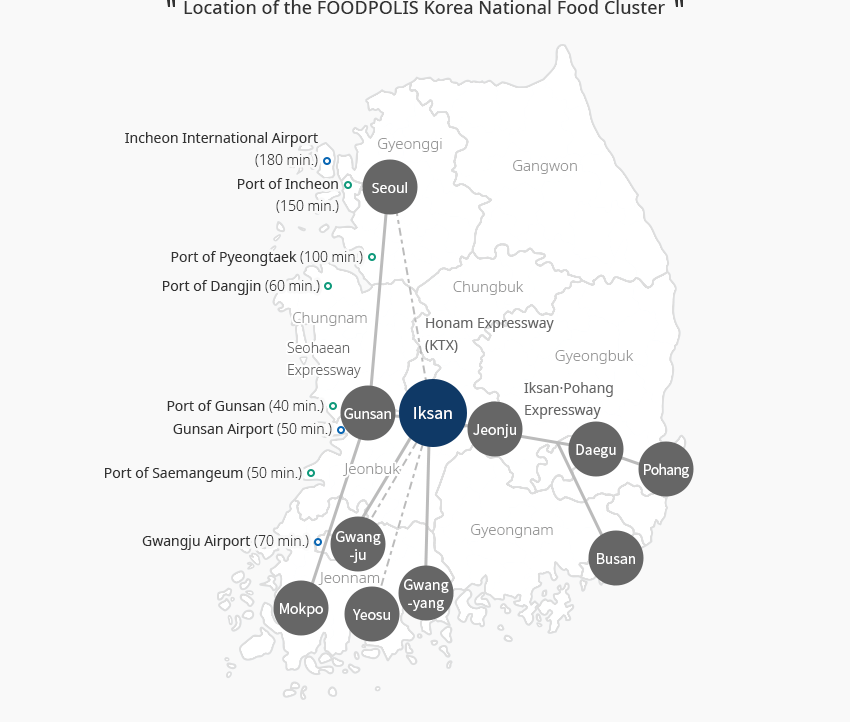 " Location of the FOODPOLIS Korea National Food Cluster "
Incheon International Airport
(180 min.)
Gyeonggi
Gangwon
Port of Incheon
(150 min.)
Seoul
Port of Pyeongtaek (100 min.)
Port of Dangjin (60 min.)
Chungbuk
Chungnam
Honam Expressway
(KTX)
Seohaean
Expressway
Gyeongbuk
Iksan·Pohang
Expressway
Port of Gunsan (40 min.)
Gunsan
Iksan
Gunsan Airport (50 min.)
Jeonju
Daegu
Pohang
Port of Saemangeum (50 min.)
Jeonbuk
Gyeongnam
Gwangju Airport (70 min.)
Gwang
-ju
Busan
Jeonnam
Gwang
-yang
Mokpo
Yeosu